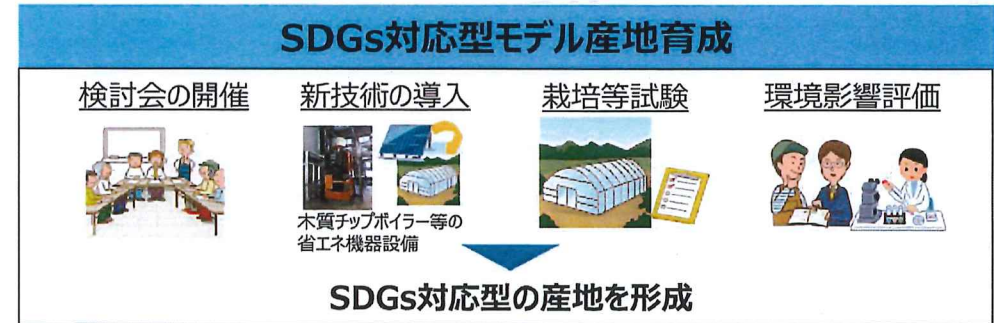 SDGs対応型モデル産地育成
検討会の開催
新技術の導入
栽培等試験
環境影響評価
木質チップボイラー等の
省エネ機器設備
SDGs対応型の産地を形成